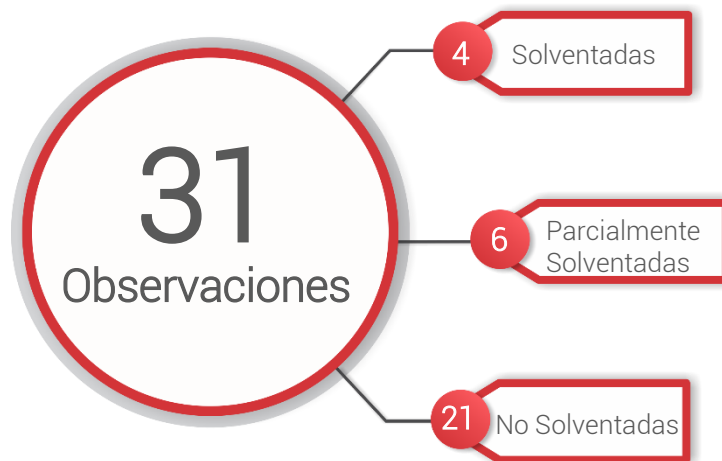 31
Observaciones
4
Solventadas
6
Parcialmente
Solventadas
21
No Solventadas